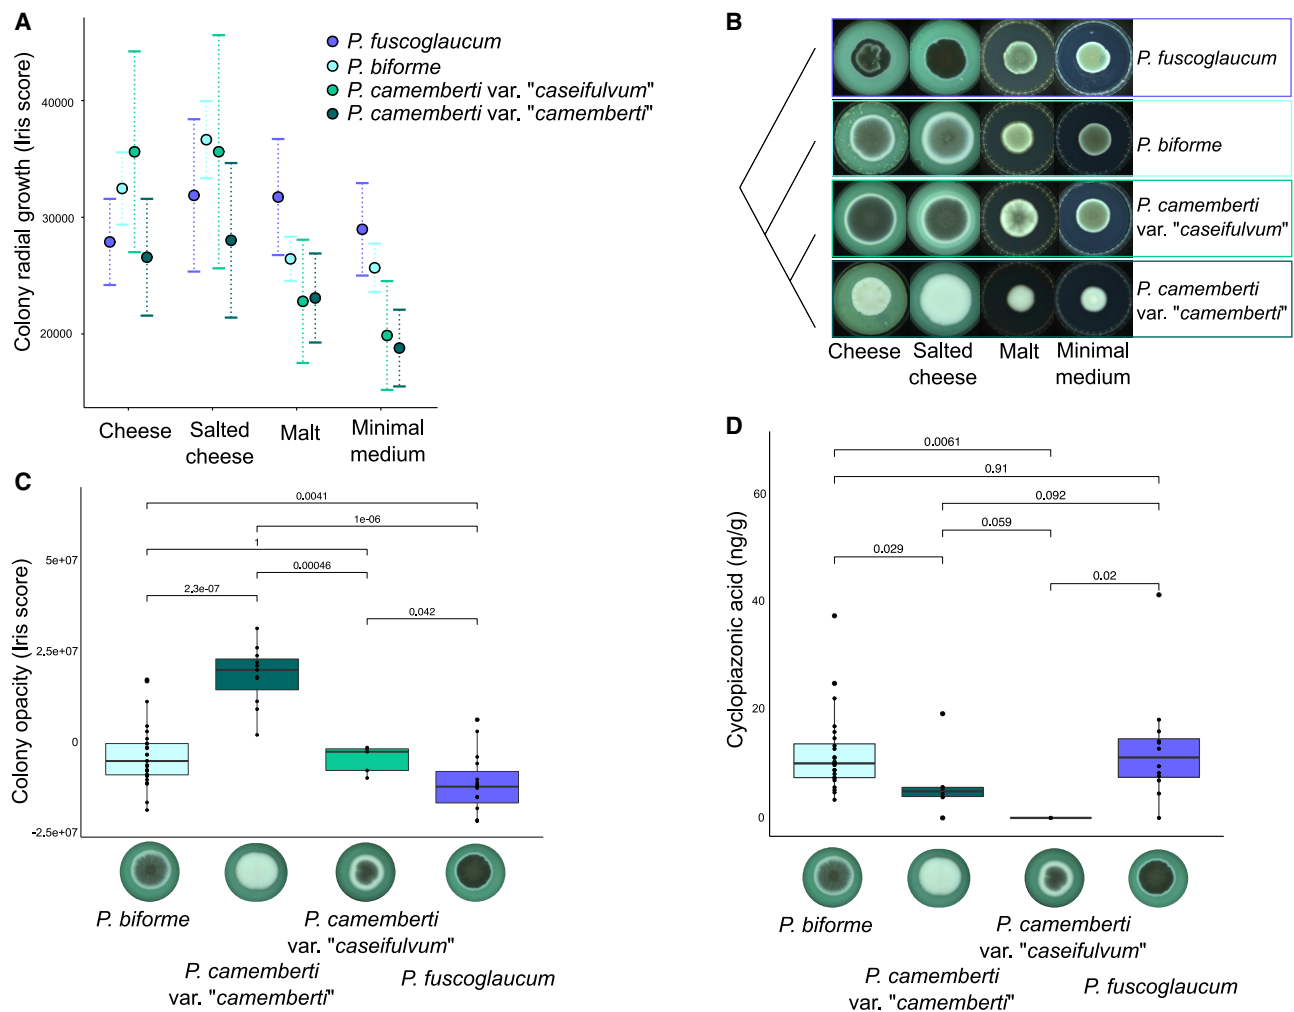 A
Colony radial growth (Iris score)
40000
30000
20000
P. fuscoglaucum
P. biforme
P. camemberti var. "caseifulvum"
P. camemberti var. "camemberti"
Cheese
Salted
cheese
Malt
Minimal
medium
B
P. fuscoglaucum
P. biforme
P. camemberti
var. "caseifulvum"
P. camemberti
var. "camemberti"
Cheese
Salted
cheese
Malt
Minimal
medium
C
Colony opacity (Iris score)
5e+07
2,5e+07
0
-2.5e+07
0.0041
1e-06
1
0.00046
2,3e-07
0.042
P. biforme
P. camemberti
var. "camemberti"
P. camemberti
var. "caseifulvum"
P. fuscoglaucum
D
Cyclopiazonic acid (ng/g)
60
40
20
0
0.0061
0.91
0.092
0.059
0.029
0.02
P. biforme
P. camemberti
var. "camemberti"
P. camemberti
var. "caseifulvum"
P. fuscoglaucum